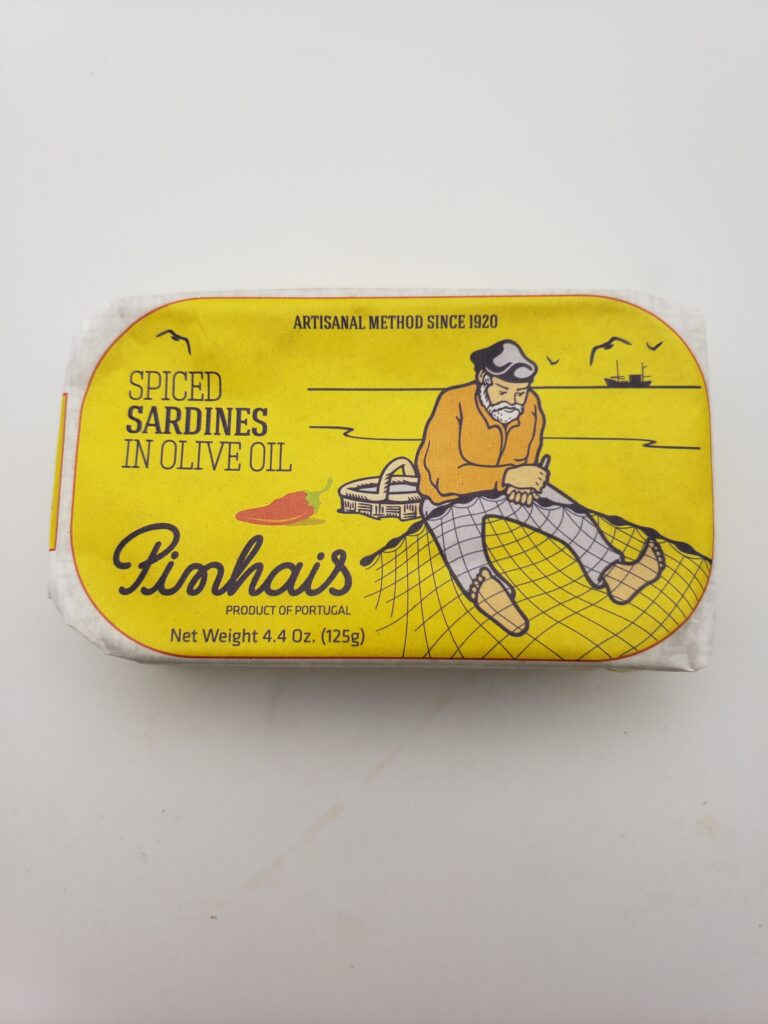 ARTISANAL METHOD SINCE 1920
SPICED
SARDINES
IN OLIVE OIL
Pinhais
PRODUCT OF PORTUGAL
Net Weight 4.4 Oz. (125g)